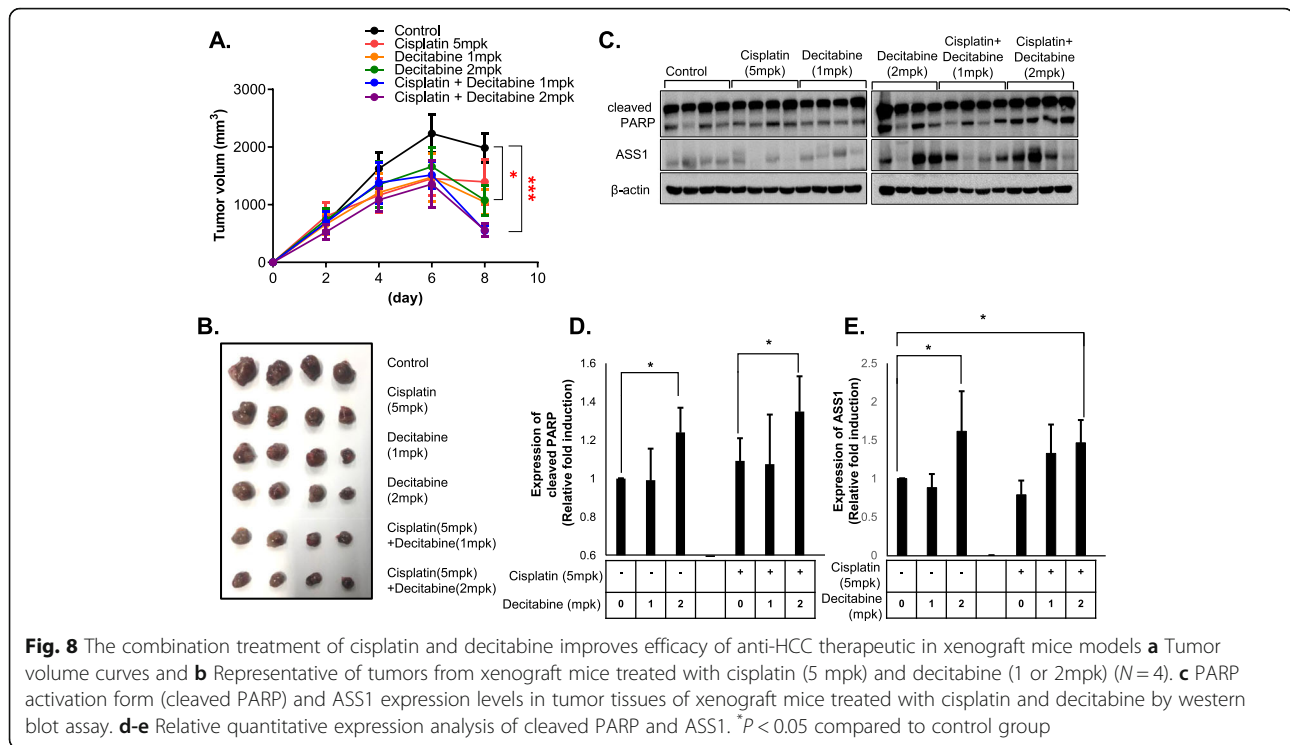 A.
Control
Cisplatin 5mpk
Decitabine 1mpk
Decitabine 2mpk
Cisplatin + Decitabine 1mpk
Cisplatin + Decitabine 2mpk
Tumor volum (mm³)
3000
2000
1000
0
0 2 4 6 8 10
(day)
*
***
C.
Control
Cisplatin
(5mpk)
Decitabine
(1mpk)
Decitabine
(2mpk)
Cisplatin+
Decitabine
(1mpk)
Cisplatin+
Decitabine
(2mpk)
cleaved
PARP
ASS1
β-actin
B.
Control
Cisplatin
(5mpk)
Decitabine
(1mpk)
Decitabine
(2mpk)
Cisplatin(5mpk)
+Decitabine(1mpk)
Cisplatin(5mpk)
+Decitabine(2mpk)
D.
Expression of
cleaved PARP
(Relative fold induction)
1.6
1.4
1.2
1
0.8
0.6
*
*
Cisplatin (5mpk) - - - + + +
Decitabine (mpk) 0 1 2 0 1 2
E.
Expression of ASS1
(Relative fold induction)
2.5
2
1.5
1
0.5
0
*
*
Cisplatin
(5mpk)
- - - + + +
Decitabine
(mpk)
0 1 2 0 1 2
Fig. 8 The combination treatment of cisplatin and decitabine improves efficacy of anti-HCC therapeutic in xenograft mice models a Tumor
volume curves and b Representative of tumors from xenograft mice treated with cisplatin (5 mpk) and decitabine (1 or 2mpk) (N = 4). c PARP
activation form (cleaved PARP) and ASS1 expression levels in tumor tissues of xenograft mice treated with cisplatin and decitabine by western
blot assay. d-e Relative quantitative expression analysis of cleaved PARP and ASS1. *P < 0.05 compared to control group